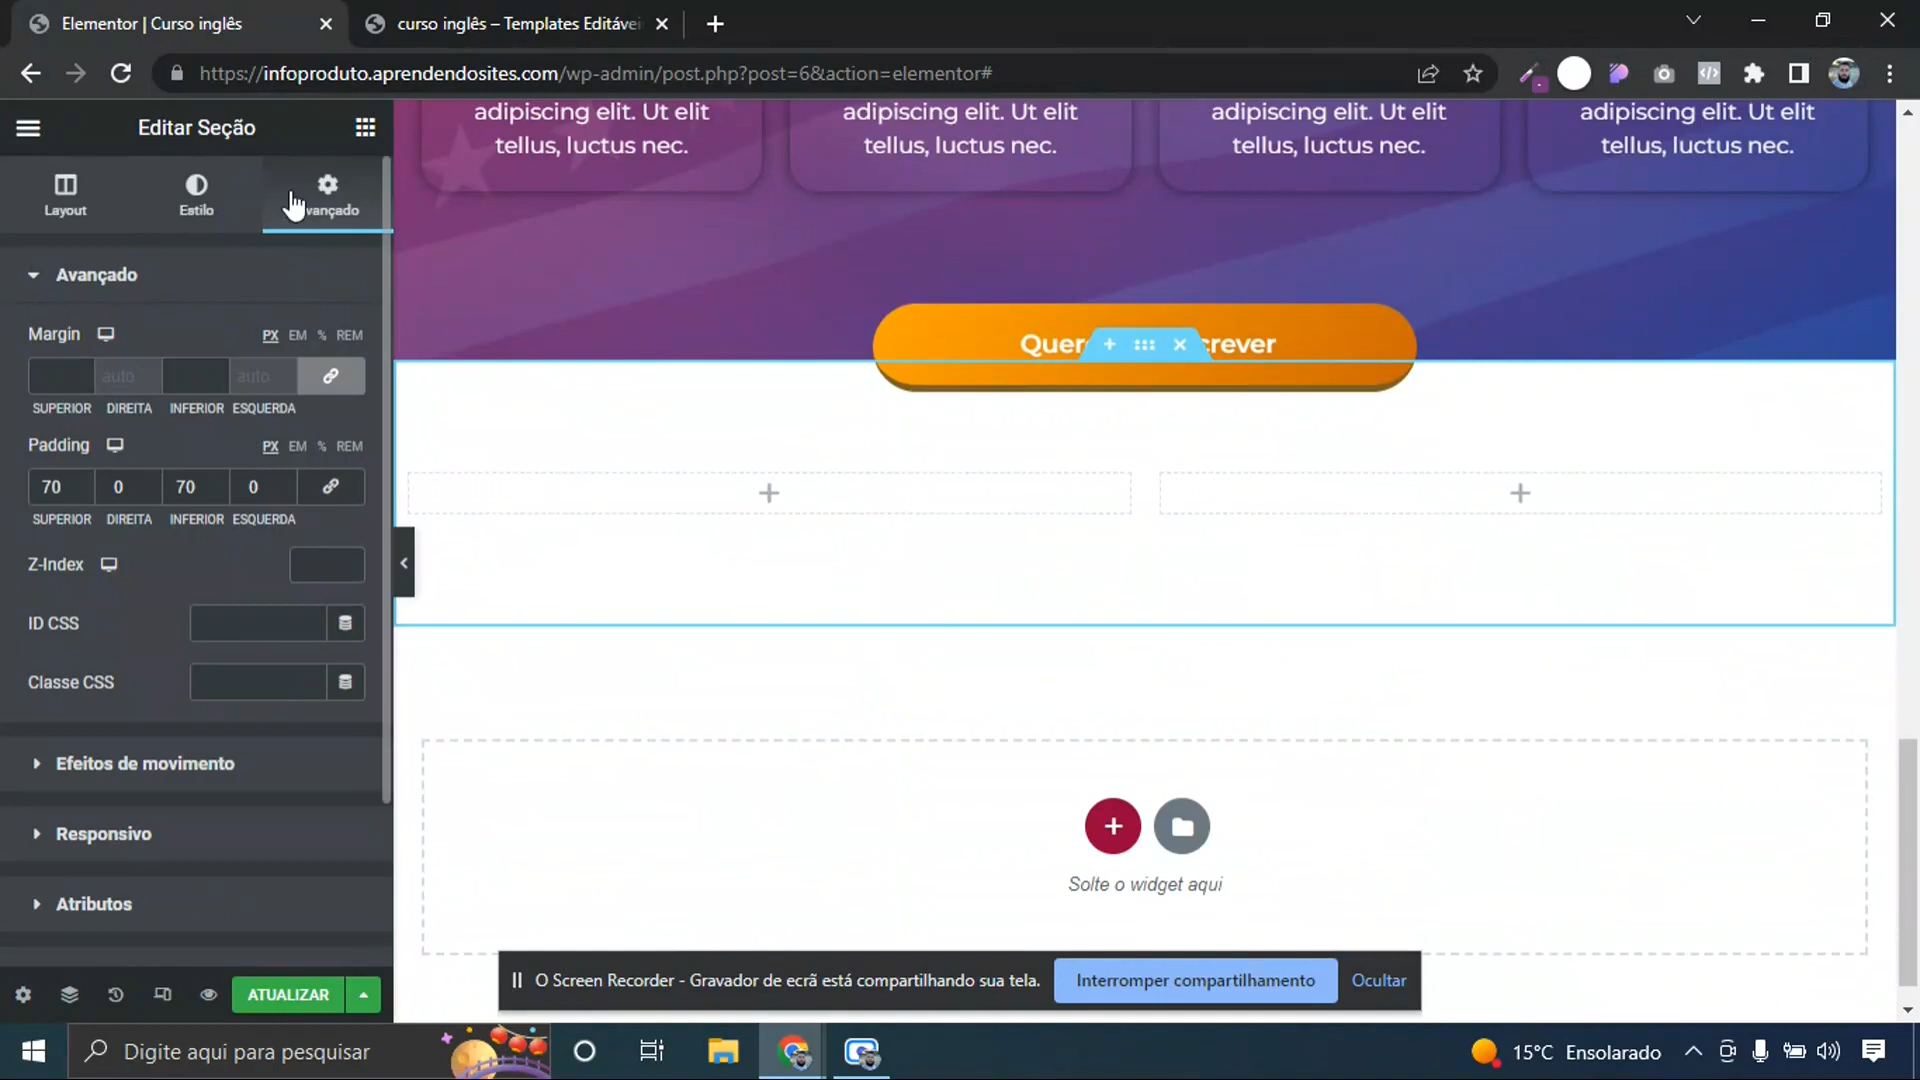 Elementor | Curso inglês
curso inglês – Templates Editáve
https://infoproduto.aprendendosites.com/wp-admin/post.php?post=6&action=elementor#
Editar Seção
Layout
Estilo
vançado
Avançado
Margin
PX EM % REM
auto auto
SUPERIOR DIREITA INFERIOR ESQUERDA
Padding
PX EM % REM
70 0 70 0
SUPERIOR DIREITA INFERIOR ESQUERDA
Z-Index
ID CSS
Classe CSS
Efeitos de movimento
Responsivo
Atributos
ATUALIZAR
adipiscing elit. Ut elit
tellus, luctus nec.
adipiscing elit. Ut elit
tellus, luctus nec.
adipiscing elit. Ut elit
tellus, luctus nec.
adipiscing elit. Ut elit
tellus, luctus nec.
Quer crever
Solte o widget aqui
O Screen Recorder - Gravador de ecrã está compartilhando sua tela.
Interromper compartilhamento
Ocultar
Digite aqui para pesquisar
15°C Ensolarado